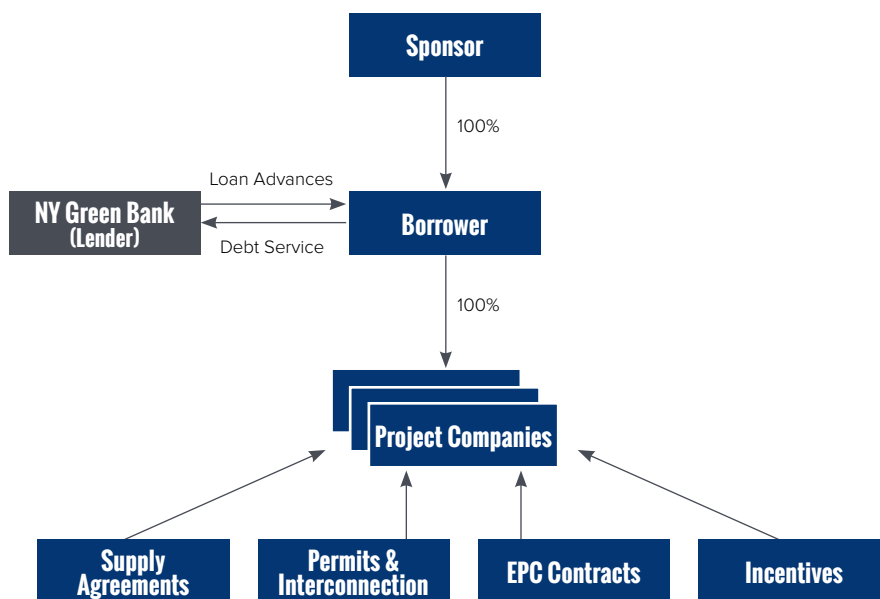 Sponsor
100%
Loan Advances
NY Green Bank
(Lender)
Borrower
Debt Service
100%
Project Companies
Supply
Agreements
Permits &
Interconnection
EPC Contracts
Incentives